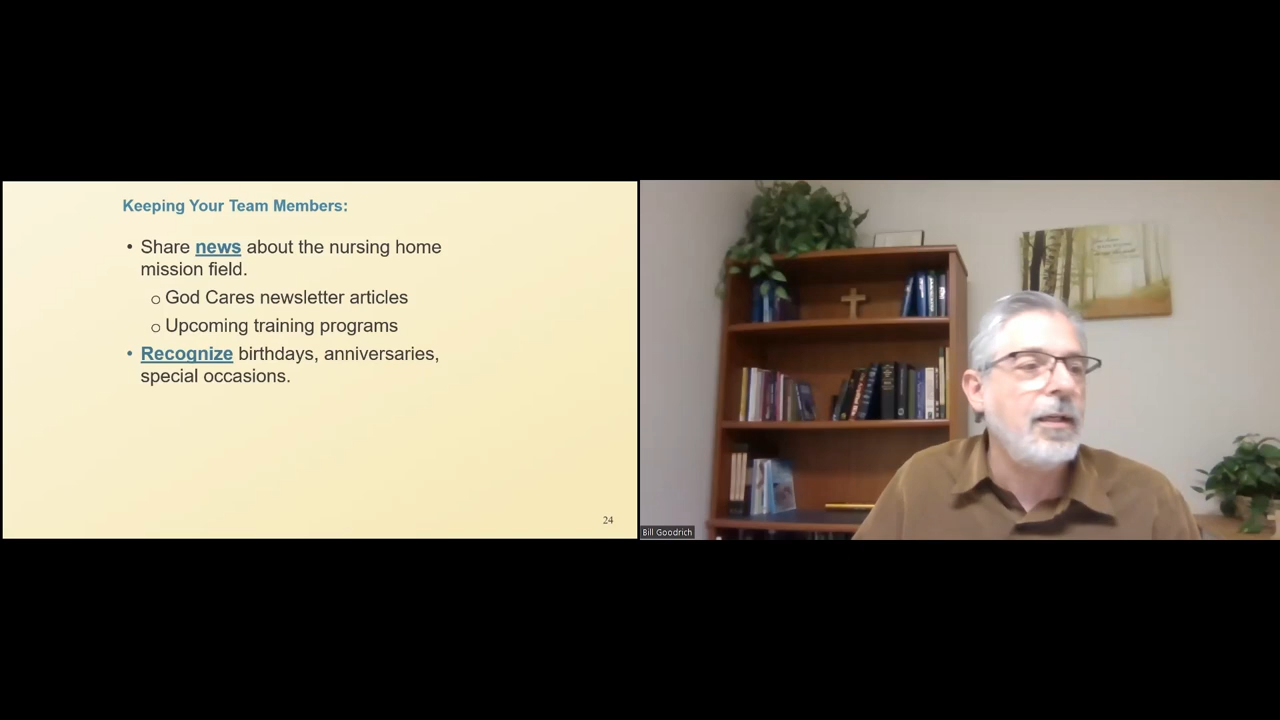 Keeping Your Team Members:
• Share news about the nursing home
mission field.
o God Cares newsletter articles
o Upcoming training programs
• Recognize birthdays, anniversaries,
special occasions.
24
Bill Goodrich